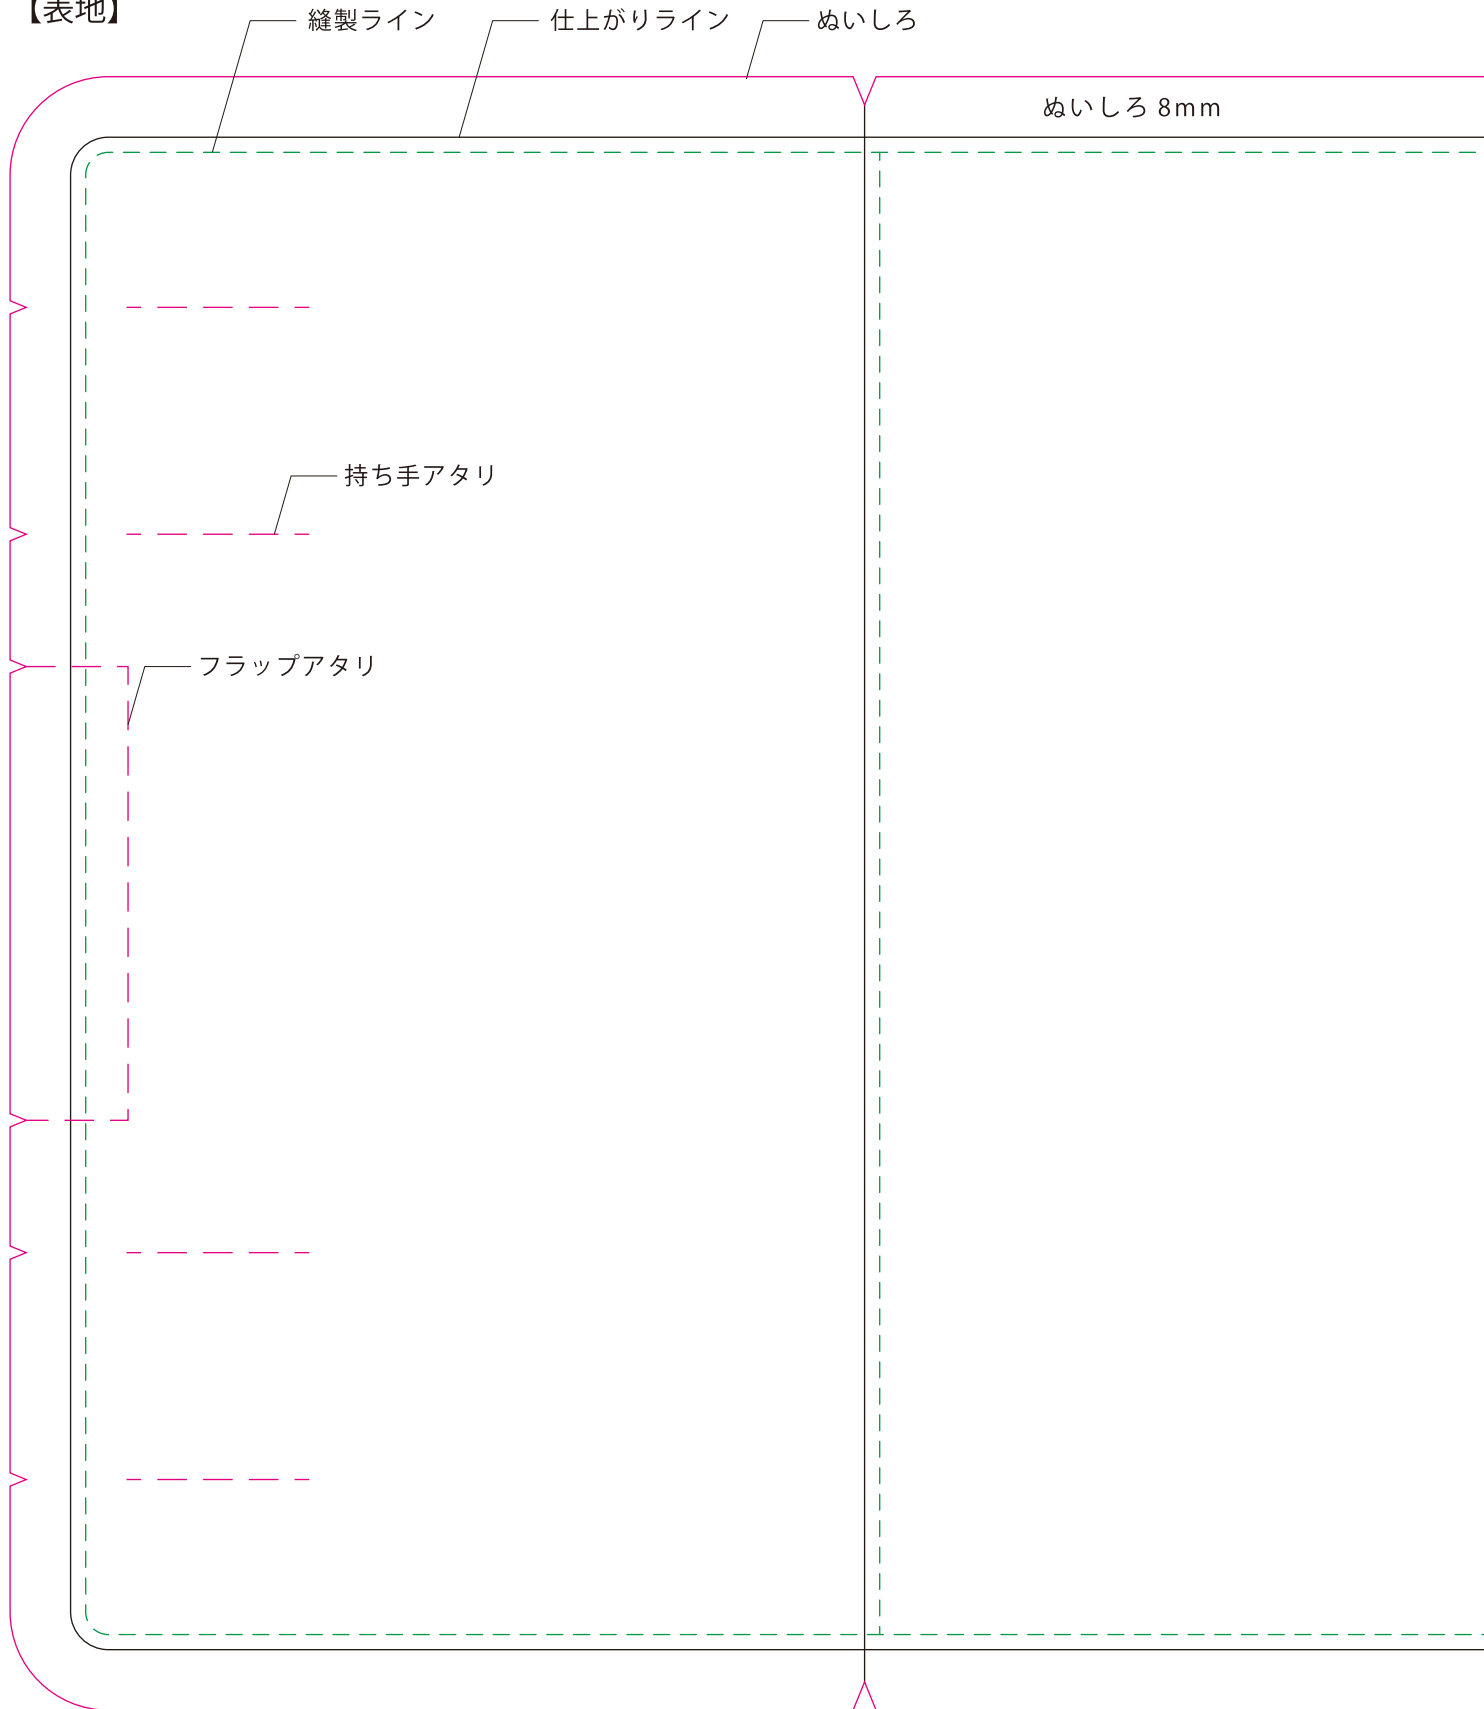 【表地】
縫製ライン
仕上がりライン
ぬいしろ
ぬいしろ 8mm
持ち手アタリ
フラップアタリ